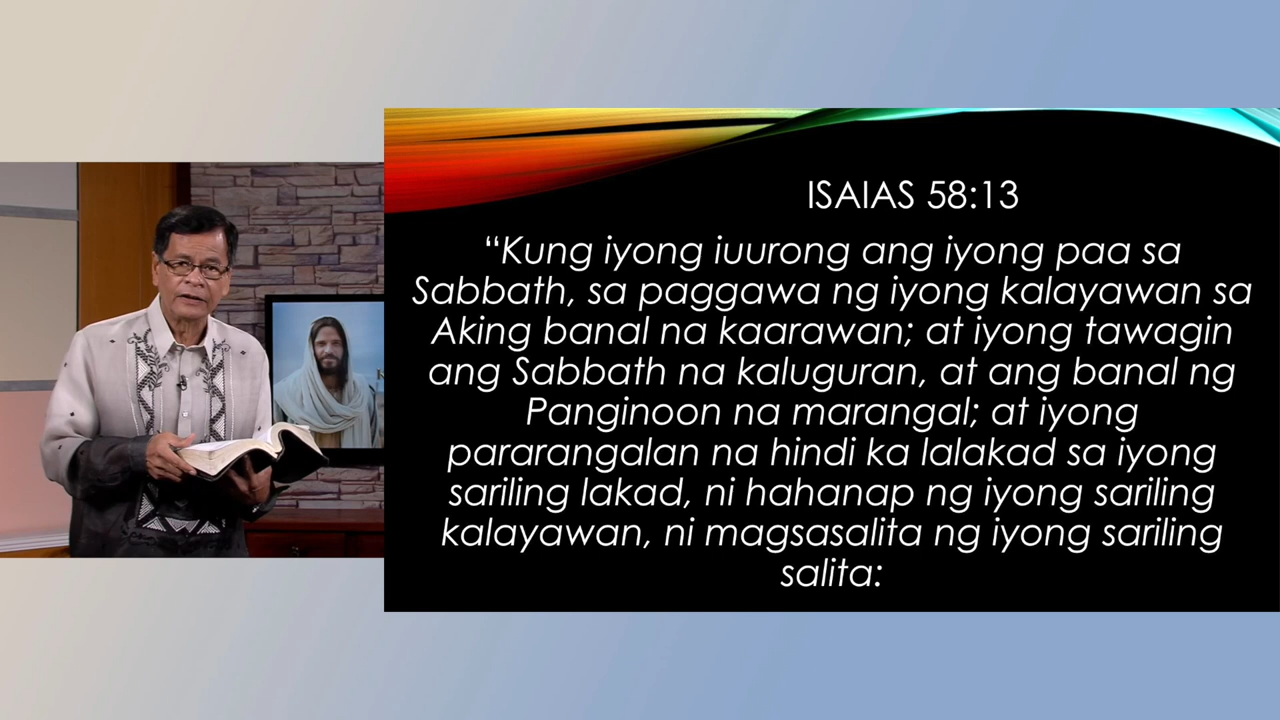 ISAIAS 58:13
“Kung iyong iuurong ang iyong paa sa
Sabbath, sa paggawa ng iyong kalayawan sa
Aking banal na kaarawan; at iyong tawagin
ang Sabbath na kaluguran, at ang banal ng
Panginoon na marangal; at iyong
pararangalan na hindi ka lalakad sa iyong
sariling lakad, ni hahanap ng iyong sariling
kalayawan, ni magsasalita ng iyong sariling
salita: